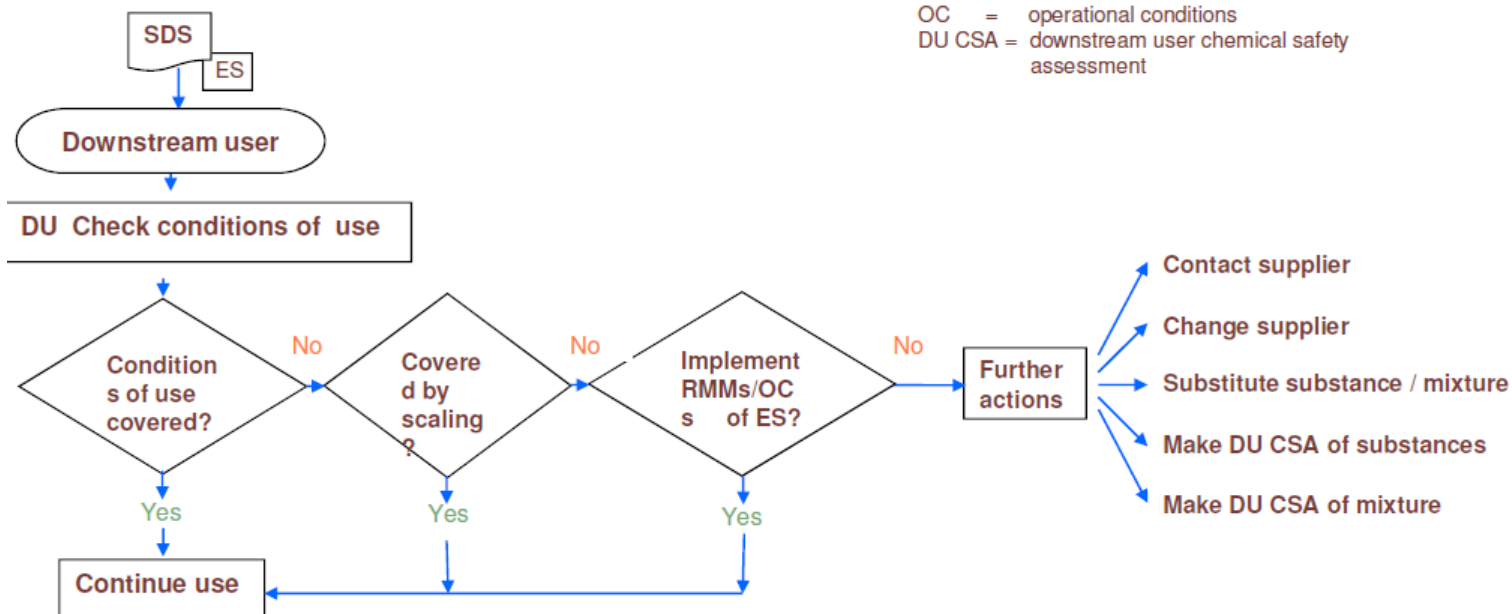 OC = operational conditions
DU CSA = downstream user chemical safety
assessment
SDS
ES
Downstream user
DU Check conditions of use
Condition
s of use
covered?
No
Covere
d by
scaling
?
No
Implement
RMMs/OC
s of ES?
No
Further
actions
Contact supplier
Change supplier
Substitute substance / mixture
Make DU CSA of substances
Make DU CSA of mixture
Yes
Yes
Yes
Continue use